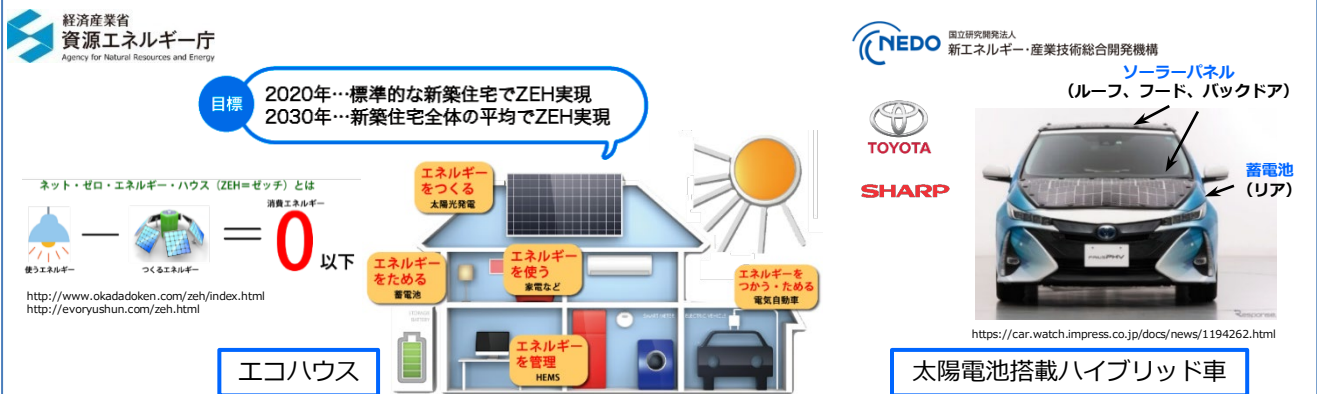 経済産業省
資源エネルギー庁
Agency for Natural Resources and Energy
目標
2020年…標準的な新築住宅でZEH実現
2030年…新築住宅全体の平均でZEH実現
ネット・ゼロ・エネルギー・ハウス（ZEH＝ゼッチ）とは
消費エネルギー
0 以下
使うエネルギー
つくるエネルギー
http://www.okadadoken.com/zeh/index.html
http://evoryushun.com/zeh.html
エネルギー
をつくる
太陽光発電
エネルギー
をためる
蓄電池
エネルギー
を使う
家電など
エネルギーを
つかう・ためる
電気自動車
STORAGE
BATTERY
SMART METER
ELECTRIC VEHICLE
エネルギー
を管理
HEMS
エコハウス
NEDO
国立研究開発法人
新エネルギー・産業技術総合開発機構
ソーラーパネル
（ルーフ、フード、バックドア）
TOYOTA
SHARP
蓄電池
（リア）
PRIUS PHV
Response
https://car.watch.impress.co.jp/docs/news/1194262.html
太陽電池搭載ハイブリッド車